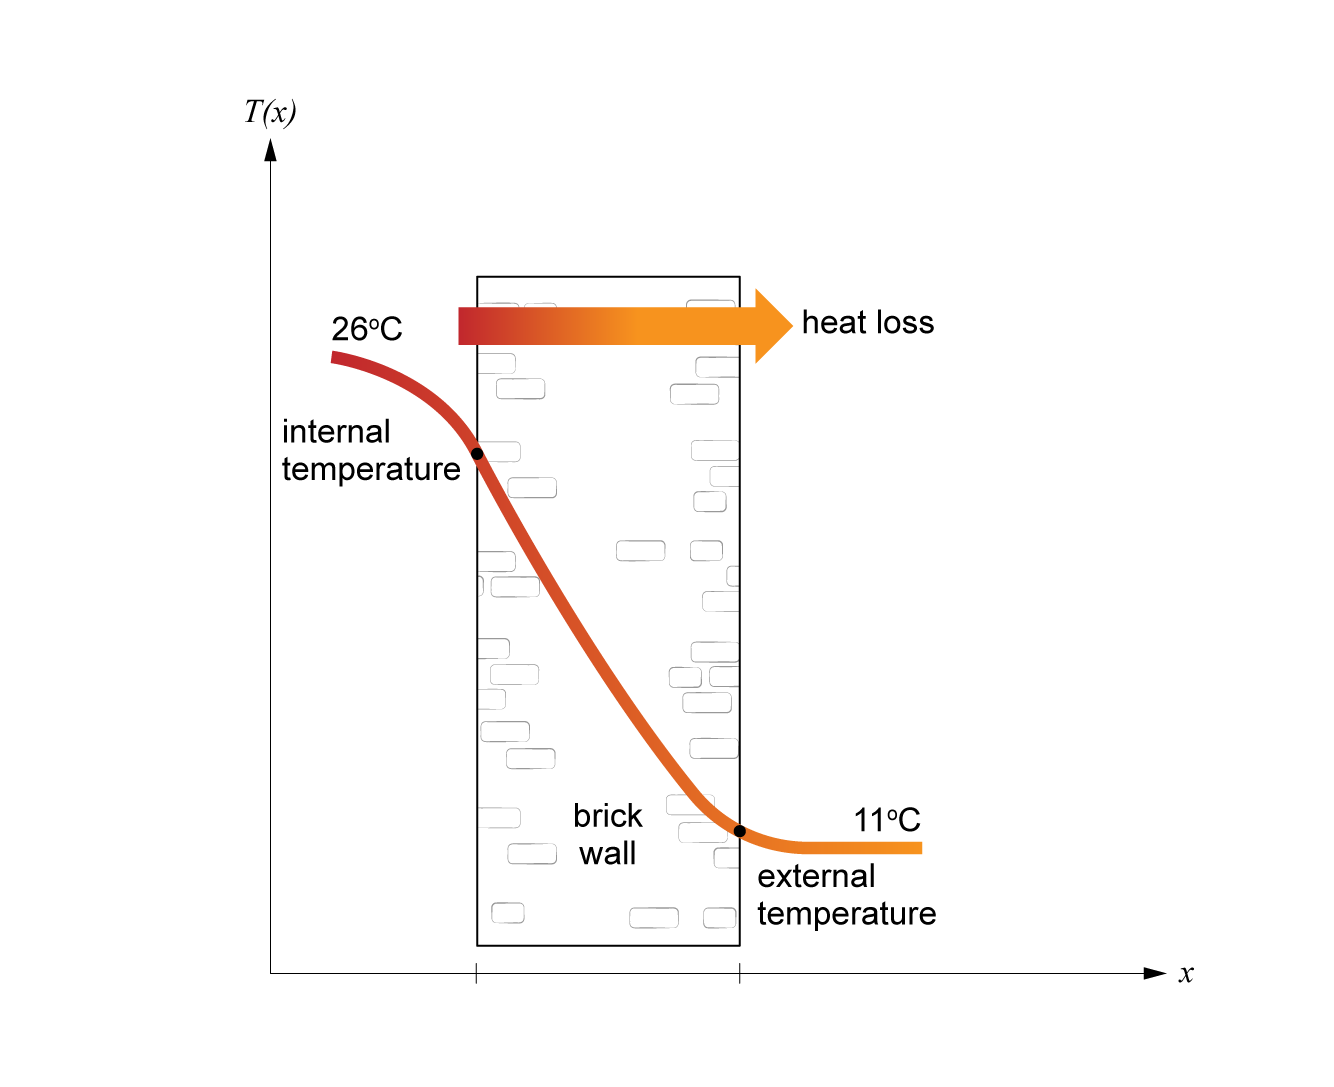 T(x)
heat loss
26°C
internal
temperature
brick
wall
11°C
external
temperature
x